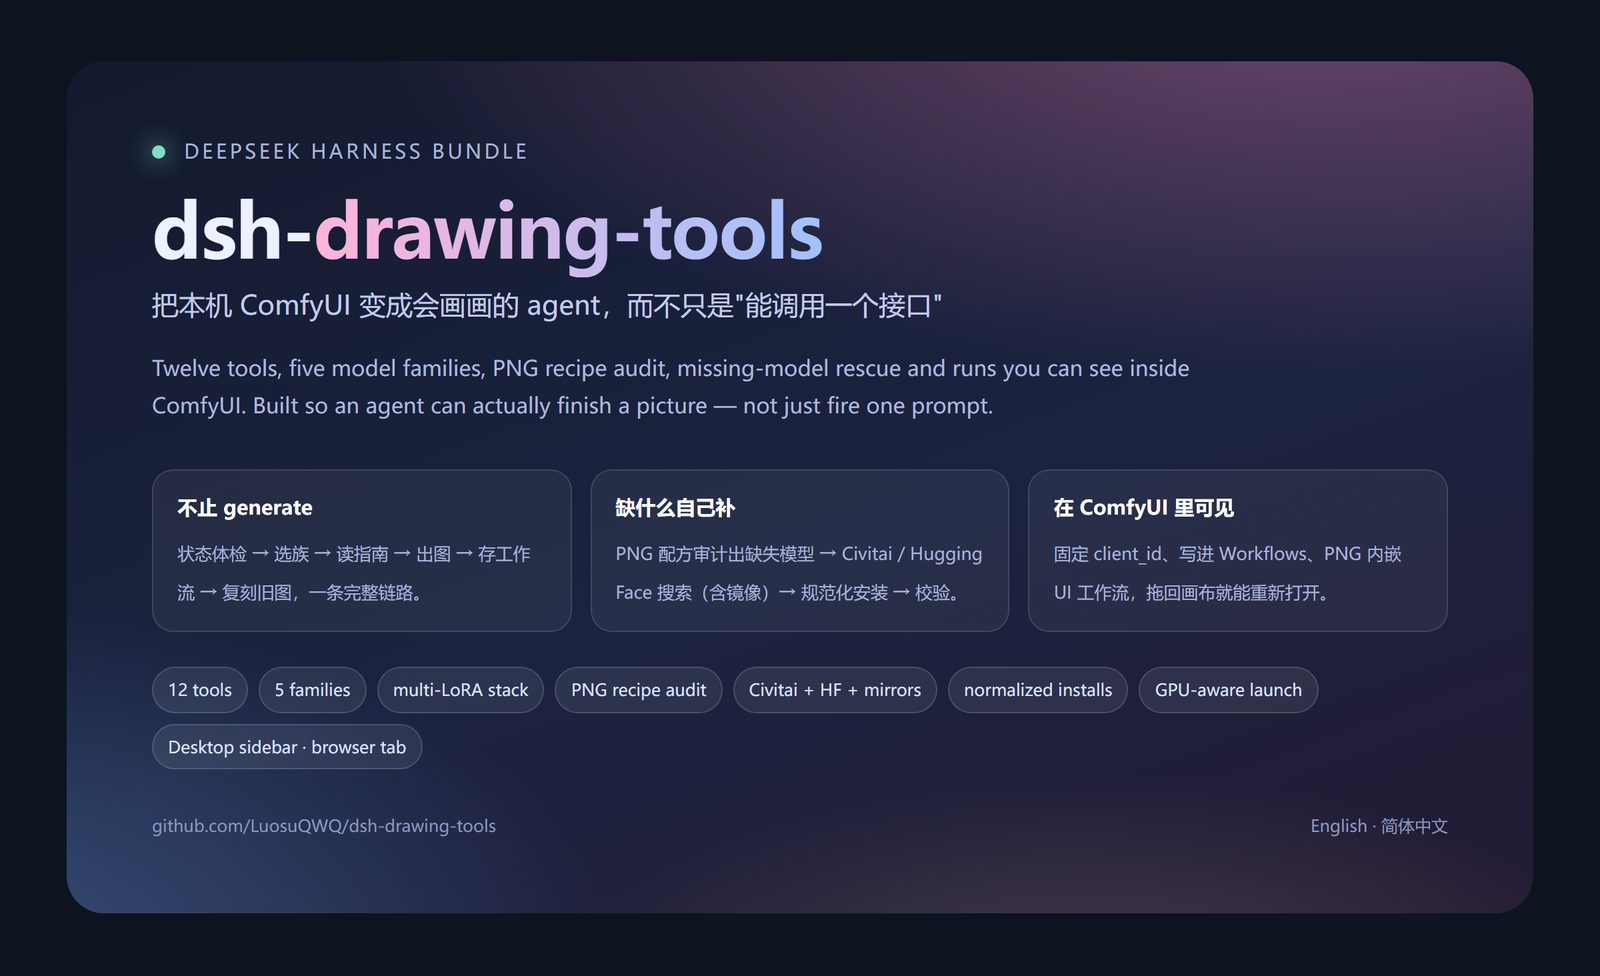 DEEPSEEK HARNESS BUNDLE
dsh-drawing-tools
把本机 ComfyUI 变成会画画的 agent，而不只是"能调用一个接口"
Twelve tools, five model families, PNG recipe audit, missing-model rescue and runs you can see inside
ComfyUI. Built so an agent can actually finish a picture — not just fire one prompt.
不止 generate
状态体检 → 选族 → 读指南 → 出图 → 存工作
流 → 复刻旧图，一条完整链路。
缺什么自己补
PNG 配方审计出缺失模型 → Civitai / Hugging
Face 搜索（含镜像）→ 规范化安装 → 校验。
在 ComfyUI 里可见
固定 client_id、写进 Workflows、PNG 内嵌
UI 工作流，拖回画布就能重新打开。
12 tools
5 families
multi-LoRA stack
PNG recipe audit
Civitai + HF + mirrors
normalized installs
GPU-aware launch
Desktop sidebar · browser tab
github.com/LuosuQWQ/dsh-drawing-tools
English · 简体中文